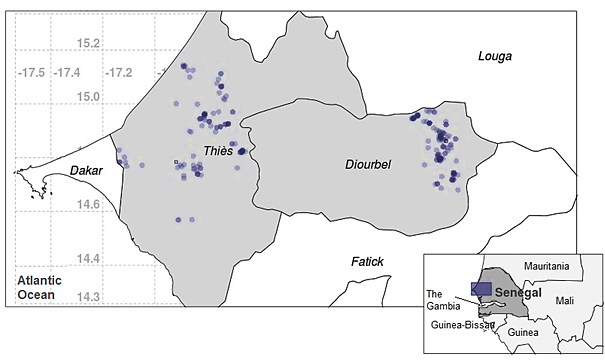 15.2
Louga
-17.5 -17.4 -17.2
15.0
Thiès
Dakar
Diourbel
14.6
14.4
Fatick
Atlantic
Ocean
14.3
Mauritania
The
Gambia
Senegal
Mali
Guinea-Bissau
Guinea